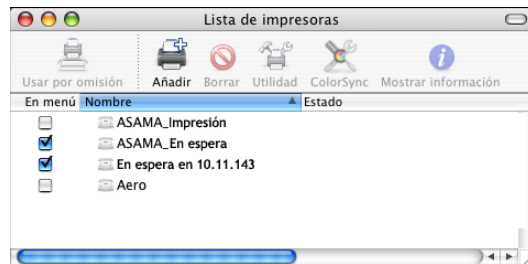 Lista de impresoras
Usar por omisión Añadir Borrar Utilidad ColorSync Mostrar información
En menú Nombre Estado
ASAMA_Impresión
ASAMA_En espera
En espera en 10.11.143
Aero